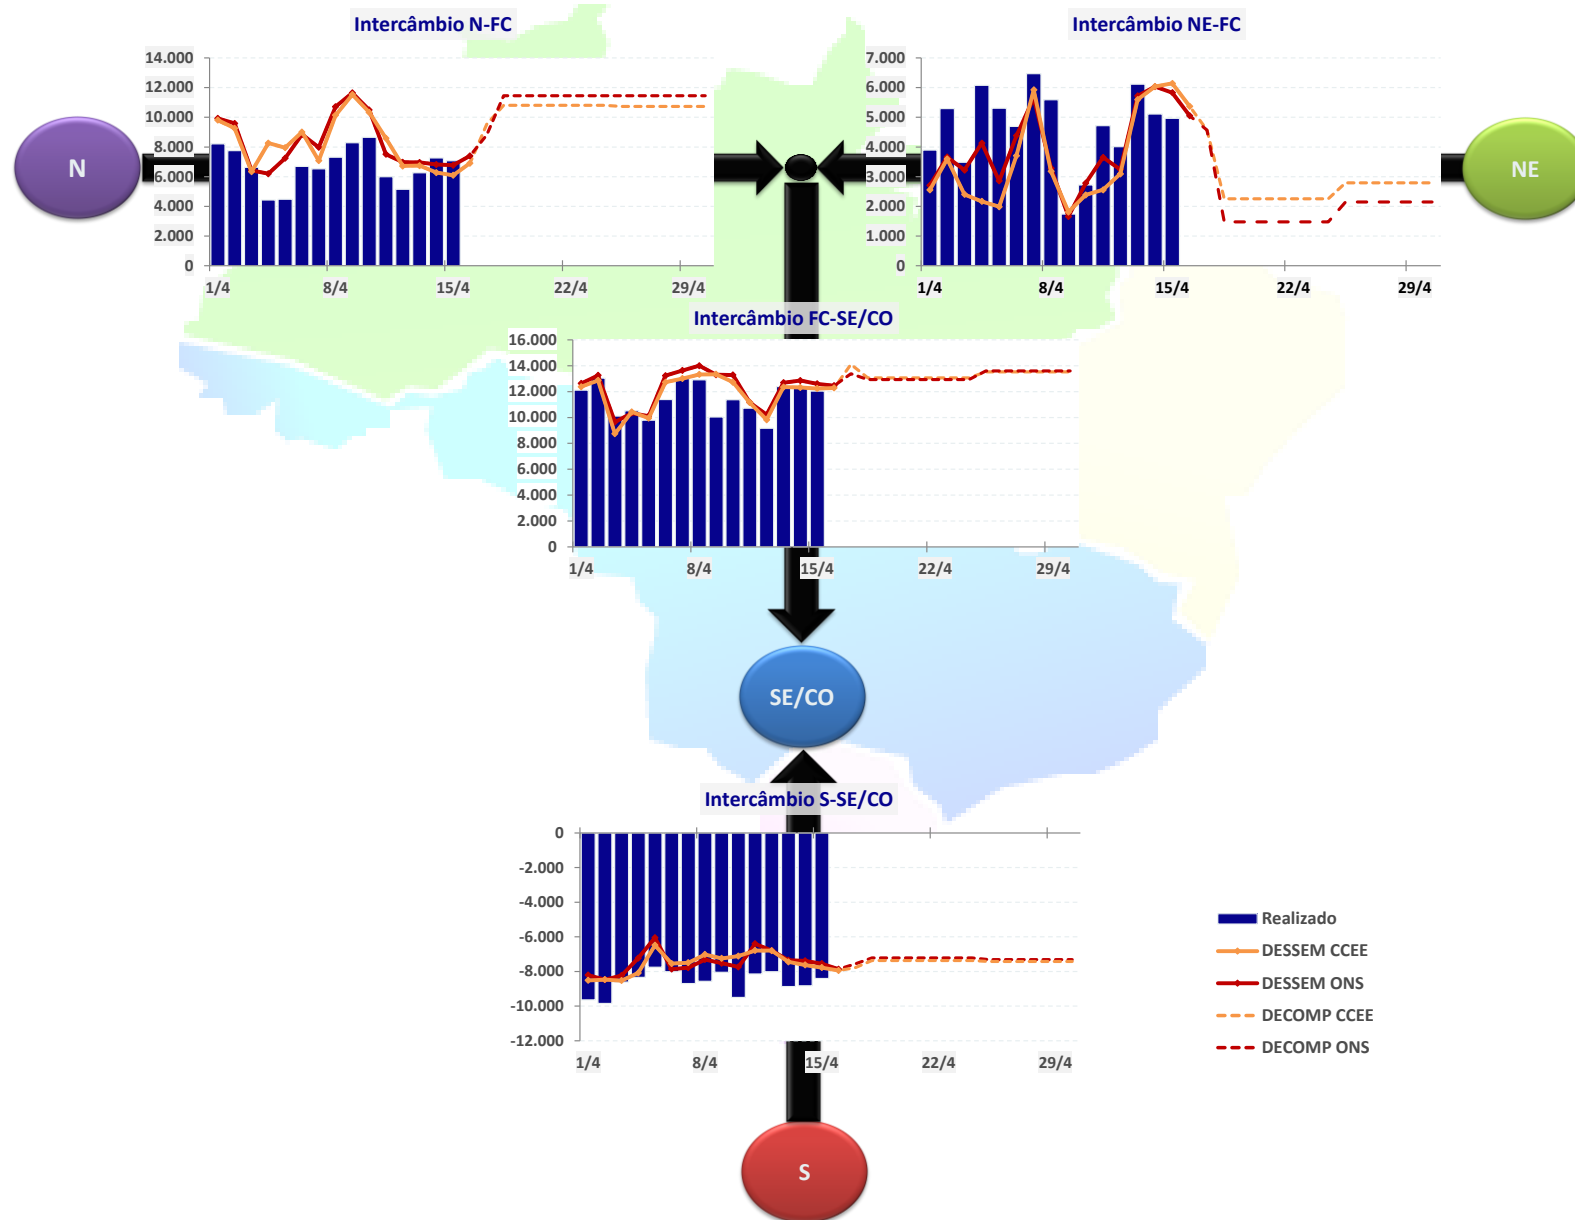 Intercâmbio N-FC
14.000
12.000
10.000
8.000
6.000
4.000
2.000
0
1/4 8/4 15/4 22/4 29/4
Intercâmbio NE-FC
7.000
6.000
5.000
4.000
3.000
2.000
1.000
0
1/4 8/4 15/4 22/4 29/4
N
NE
Intercâmbio FC-SE/CO
16.000
14.000
12.000
10.000
8.000
6.000
4.000
2.000
0
1/4 8/4 15/4 22/4 29/4
SE/CO
Intercâmbio S-SE/CO
0
-2.000
-4.000
-6.000
-8.000
-10.000
-12.000
1/4 8/4 15/4 22/4 29/4
Realizado
DESSEM CCEE
DESSEM ONS
DECOMP CCEE
DECOMP ONS
S